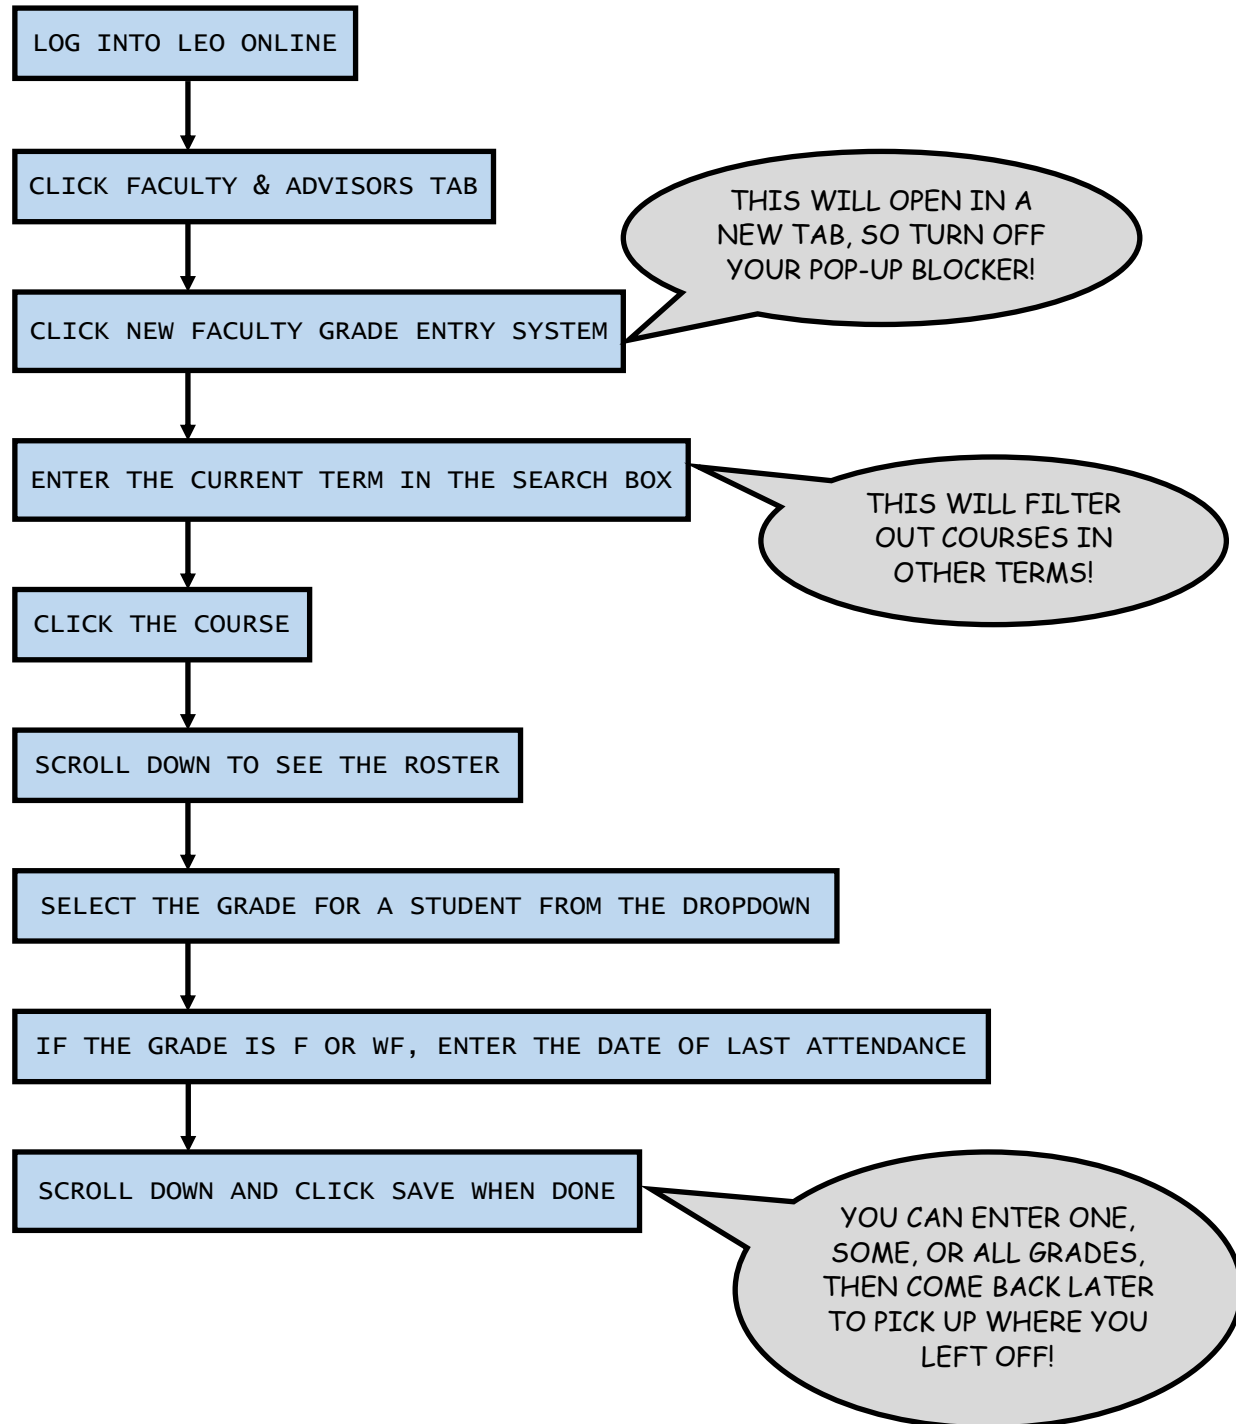 LOG INTO LEO ONLINE
CLICK FACULTY & ADVISORS TAB
THIS WILL OPEN IN A
NEW TAB, SO TURN OFF
YOUR POP-UP BLOCKER!
CLICK NEW FACULTY GRADE ENTRY SYSTEM
ENTER THE CURRENT TERM IN THE SEARCH BOX
THIS WILL FILTER
OUT COURSES IN
OTHER TERMS!
CLICK THE COURSE
SCROLL DOWN TO SEE THE ROSTER
SELECT THE GRADE FOR A STUDENT FROM THE DROPDOWN
IF THE GRADE IS F OR WF, ENTER THE DATE OF LAST ATTENDANCE
SCROLL DOWN AND CLICK SAVE WHEN DONE
YOU CAN ENTER ONE,
SOME, OR ALL GRADES,
THEN COME BACK LATER
TO PICK UP WHERE YOU
LEFT OFF!